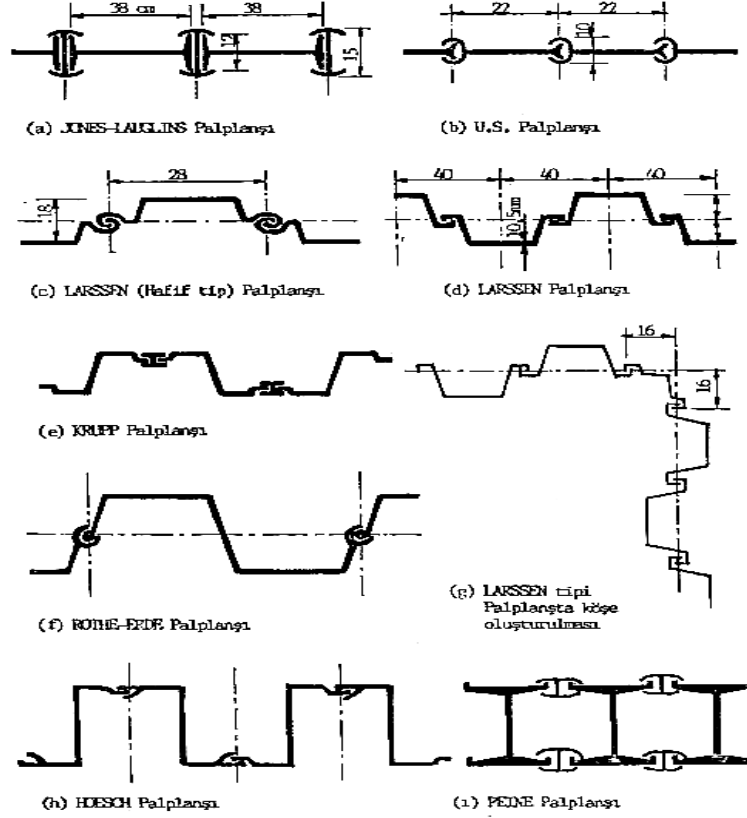 38 cm
38
12
15
(a) JONES-LAUGLINS Palplanşı
22
22
10
(b) U.S. Palplanşı
28
18
(c) LARSSEN (Hafif tip) Palplanşı
40
40
40
10,5cm
(d) LARSSEN Palplanşı
(e) KRUPP Palplanşı
16
16
(f) ROTHE-ERDE Palplanşı
(g) LARSSEN tipi
Palplanşta köşe
oluşturulması
(h) HOESCH Palplanşı
(ı) PEINE Palplanşı